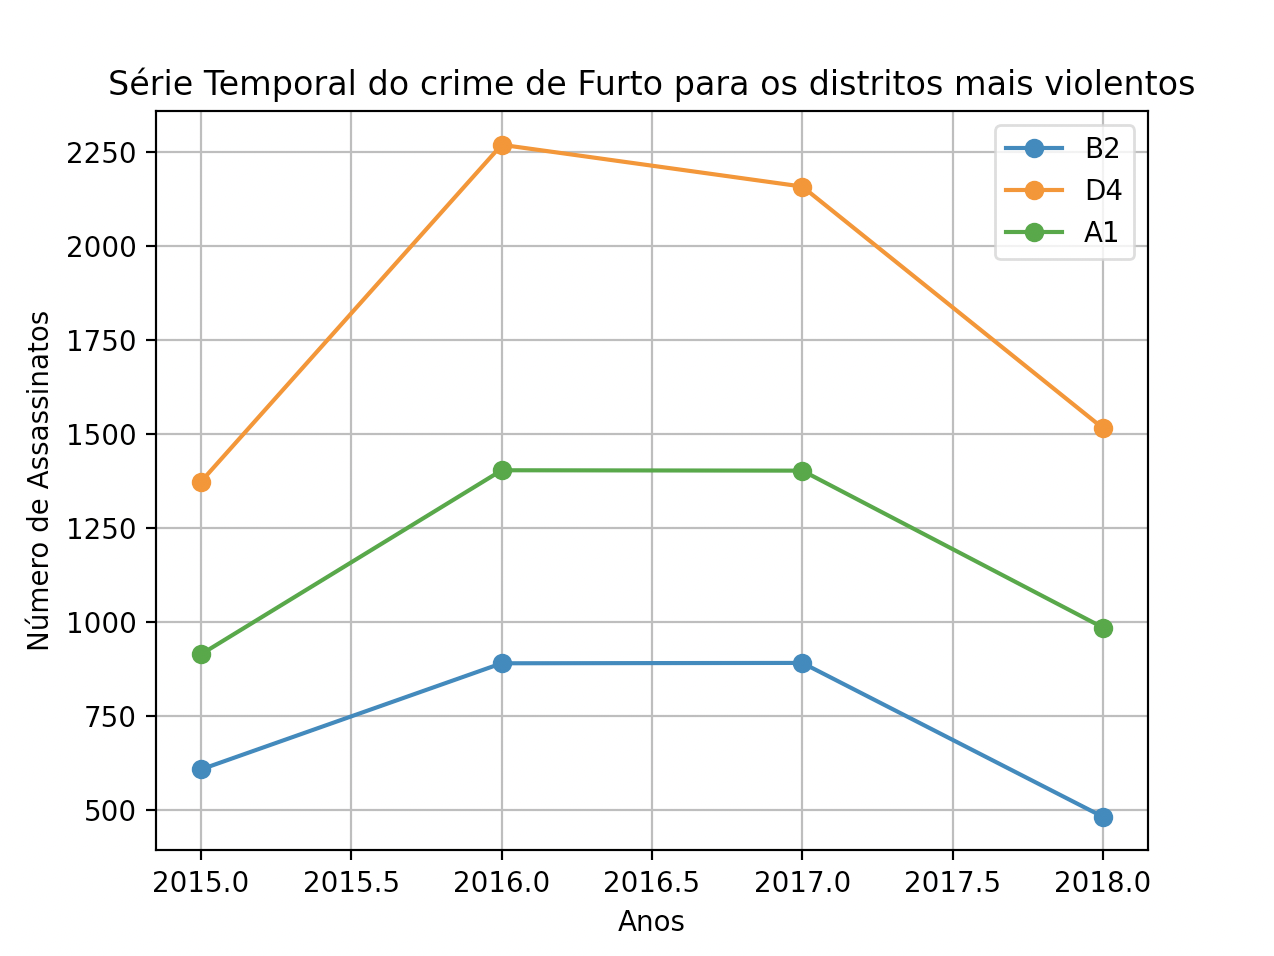 Série Temporal do crime de Furto para os distritos mais violentos
B2
D4
A1
Número de Assassinatos
2250
2000
1750
1500
1250
1000
750
500
2015.0 2015.5 2016.0 2016.5 2017.0 2017.5 2018.0
Anos